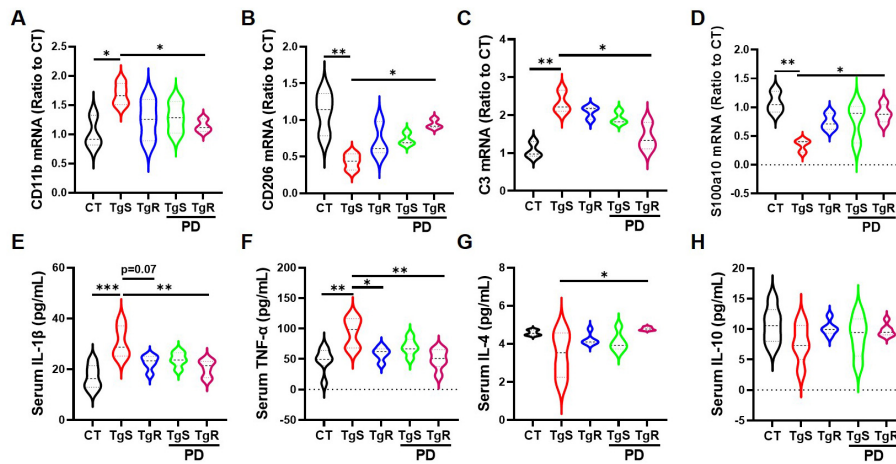 A
CD11b mRNA (Ratio to CT)
2.5
2.0
1.5
1.0
0.5
0.0
*
*
CT TgS TgR TgS TgR
PD
B
CD206 mRNA (Ratio to CT)
2.0
1.5
1.0
0.5
0.0
**
*
CT TgS TgR TgS TgR
PD
C
C3 mRNA (Ratio to CT)
4
3
2
1
0
**
*
CT TgS TgR TgS TgR
PD
D
S100a10 mRNA (Ratio to CT)
2.0
1.5
1.0
0.5
0.0
-0.5
**
*
CT TgS TgR TgS TgR
PD
E
Serum IL-1β (pg/mL)
60
40
20
0
p=0.07
***
**
CT TgS TgR TgS TgR
PD
F
Serum TNF-α (pg/mL)
200
150
100
50
0
-50
**
**
*
CT TgS TgR TgS TgR
PD
G
Serum IL-4 (pg/mL)
8
6
4
2
0
*
CT TgS TgR TgS TgR
PD
H
Serum IL-10 (pg/mL)
20
15
10
5
0
-5
CT TgS TgR TgS TgR
PD